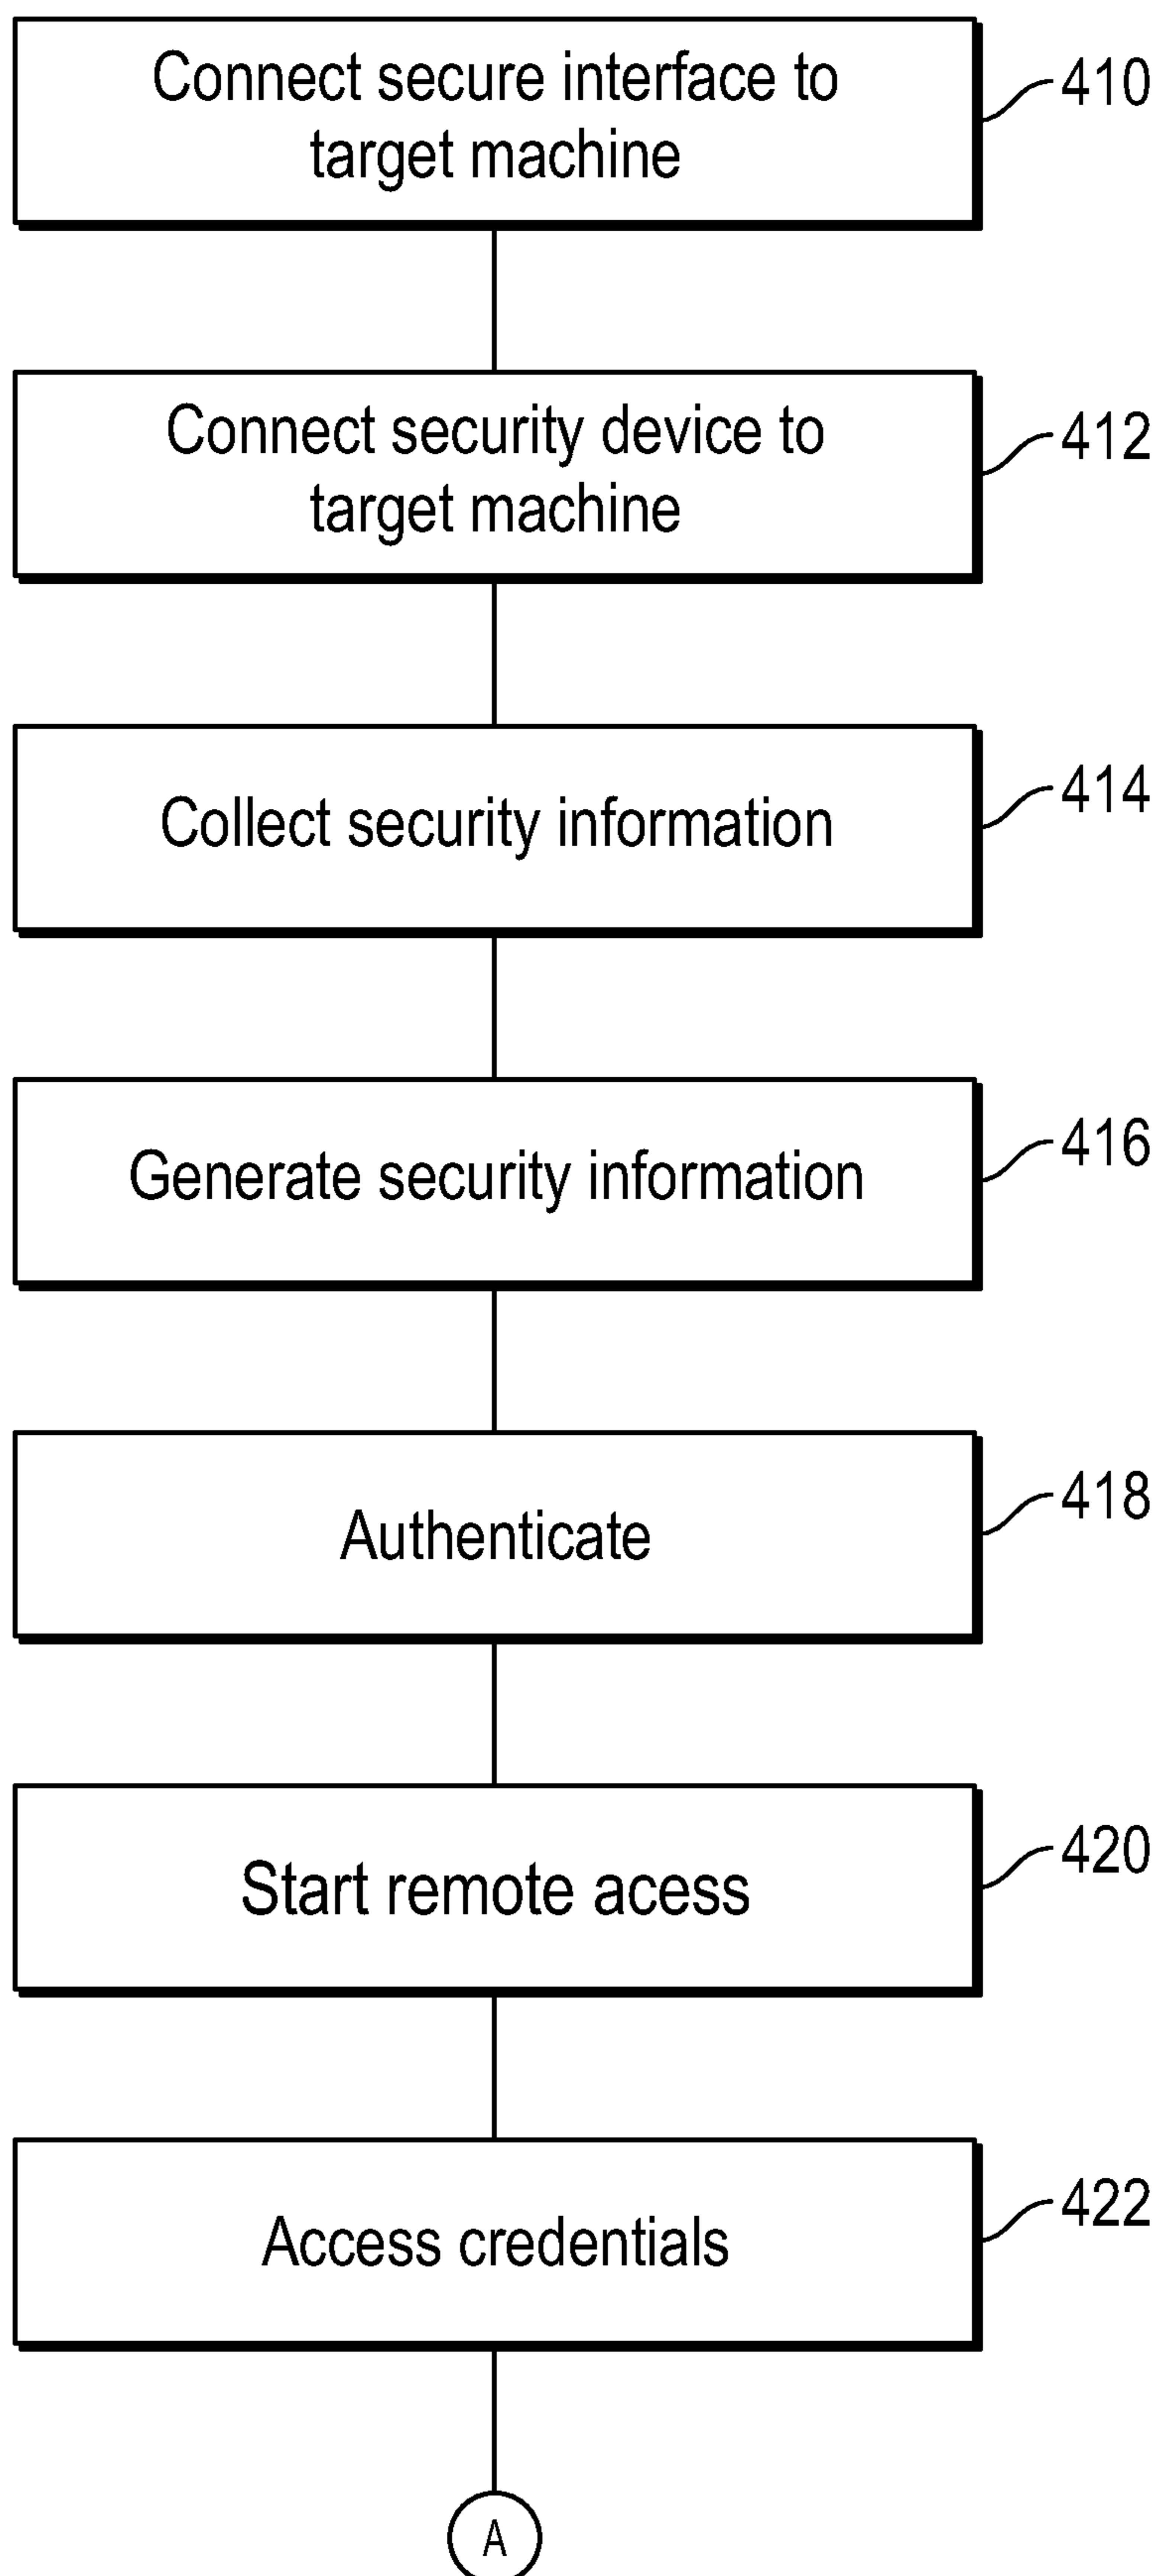 Connect secure interface to
target machine
410
Connect security device to
target machine
412
Collect security information
414
Generate security information
416
Authenticate
418
Start remote acess
420
Access credentials
422
A